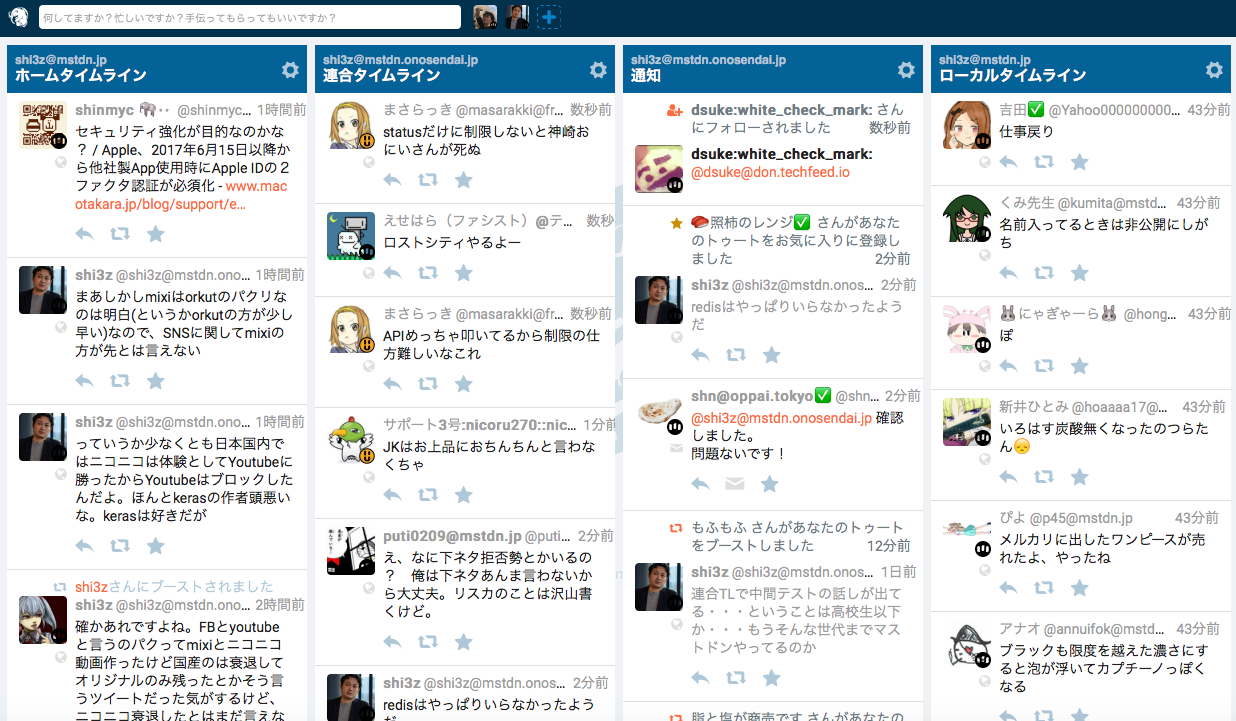 何してますか？忙しいですか？手伝ってもらってもいいですか？
shi3z@mstdn.jp
ホームタイムライン
shinmyc 🐘･･ @shinmyc... 1時間前
セキュリティ強化が目的なのかな
？ / Apple、2017年6月15日以降か
ら他社製App使用時にApple IDの２
ファクタ認証が必須化 - www.mac
otakara.jp/blog/support/e…
shi3z @shi3z@mstdn.ono... 1時間前
まあしかしmixiはorkutのパクリな
のは明白(というかorkutの方が少し
早い)なので、SNSに関してmixiの
方が先とは言えない
shi3z @shi3z@mstdn.ono... 1時間前
っていうか少なくとも日本国内で
はニコニコは体験としてYoutubeに
勝ったからYoutubeはブロックした
んだよ。ほんとkerasの作者頭悪い
な。kerasは好きだが
shi3zさんにブーストされました
shi3z @shi3z@mstdn.ono... 2時間前
確かあれですよね。FBとyoutube
と言うのパクってmixiとニコニコ
動画作ったけど国産のは衰退して
オリジナルのみ残ったとかそう言
うツイートだった気がするけど、
ニコニコ衰退したとはまだ言えな
shi3z@mstdn.onosendai.jp
連合タイムライン
まさらっき @masarakki@fr... 数秒前
statusだけに制限しないと神崎お
にいさんが死ぬ
えせはら（ファシスト）@テ... 数秒
ロストシティやるよー
まさらっき @masarakki@fr... 数秒前
APIめっちゃ叩いてるから制限の仕
方難しいなこれ
サポート3号:nicoru270::nic... 1分前
JKはお上品におちんちんと言わな
くちゃ
puti0209@mstdn.jp @puti... 2分前
え、なに下ネタ拒否勢とかいるの
？　俺は下ネタあんま言わないか
ら大丈夫。リスカのことは沢山書
くけど。
shi3z @shi3z@mstdn.onos... 2分前
redisはやっぱりいらなかったよう
だ
shi3z@mstdn.onosendai.jp
通知
dsuke:white_check_mark: さん
にフォローされました 数秒前
dsuke:white_check_mark:
@dsuke@don.techfeed.io
照柿のレンジ✅ さんがあなた
のトゥートをお気に入りに登録し
ました 2分前
shi3z @shi3z@mstdn.onos... 2分前
redisはやっぱりいらなかったよう
だ
shn@oppai.tokyo✅ @shn... 2分前
@shi3z@mstdn.onosendai.jp 確認
しました。
問題ないです！
もふもふ さんがあなたのトゥート
をブーストしました 12分前
shi3z @shi3z@mstdn.onos... 1日前
連合TLで中間テストの話しが出て
る・・・ということは高校生以下
か・・・もうそんな世代までマス
トドンやってるのか
脂と塩が商売です さんがあなたの
shi3z@mstdn.jp
ローカルタイムライン
吉田✅ @Yahoo000000000... 43分前
仕事戻り
くみ先生 @kumita@mstd... 43分前
名前入ってるときは非公開にしが
ち
🐰にゃぎゃーら🐰 @hong... 43分前
ぽ
新井ひとみ @hoaaaa17@... 43分前
いろはす炭酸無くなったのつらた
ん😞
ぴよ @p45@mstdn.jp 43分前
メルカリに出したワンピースが売
れたよ、やったね
アナオ @annuifok@mstd... 43分前
ブラックも限度を越えた濃さにす
ると泡が浮いてカプチーノっぽく
なる